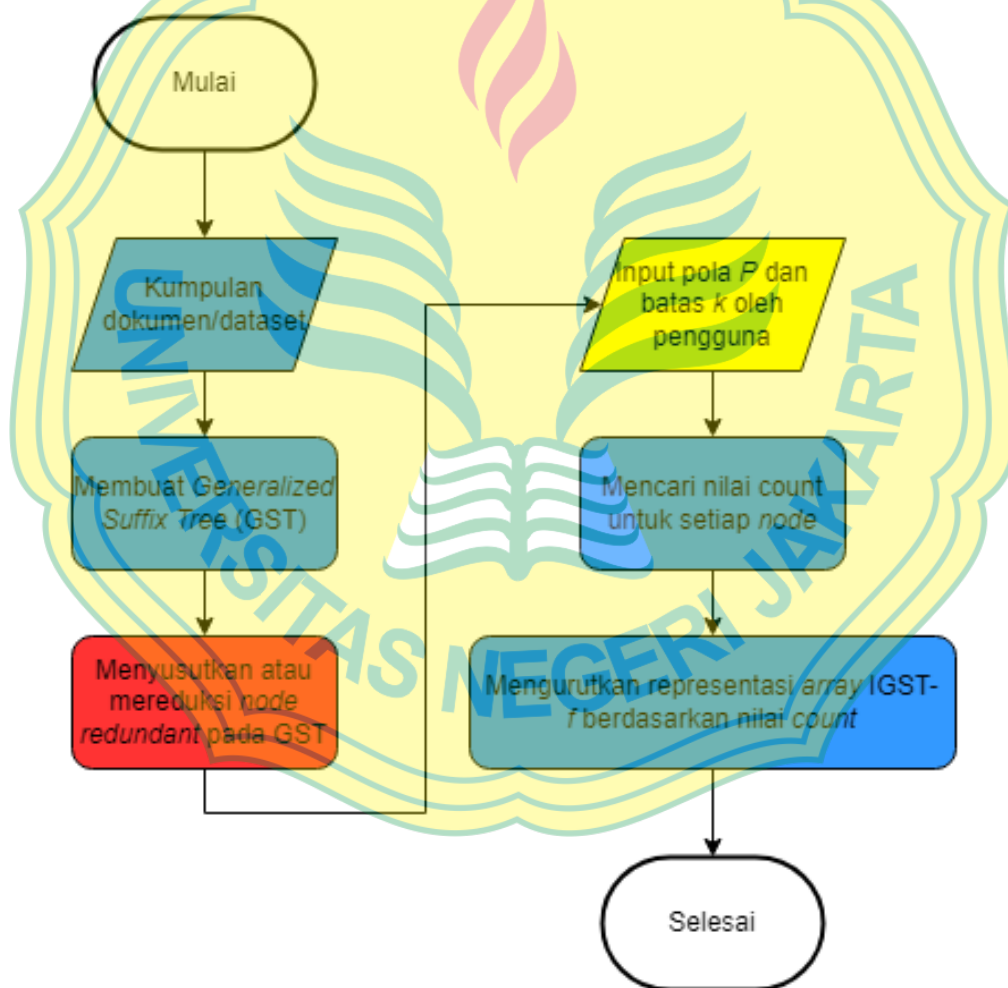 Mulai
Kumpulan
dokumen/dataset
Membuat Generalized
Suffix Tree (GST)
Menyusutkan atau
mereduksi node
redundant pada GST
Input pola P dan
batas k oleh
pengguna
Mencari nilai count
untuk setiap node
Mengurutkan representasi array IGST-
f berdasarkan nilai count
Selesai
UNIVERSITAS NEGERI JAKARTA